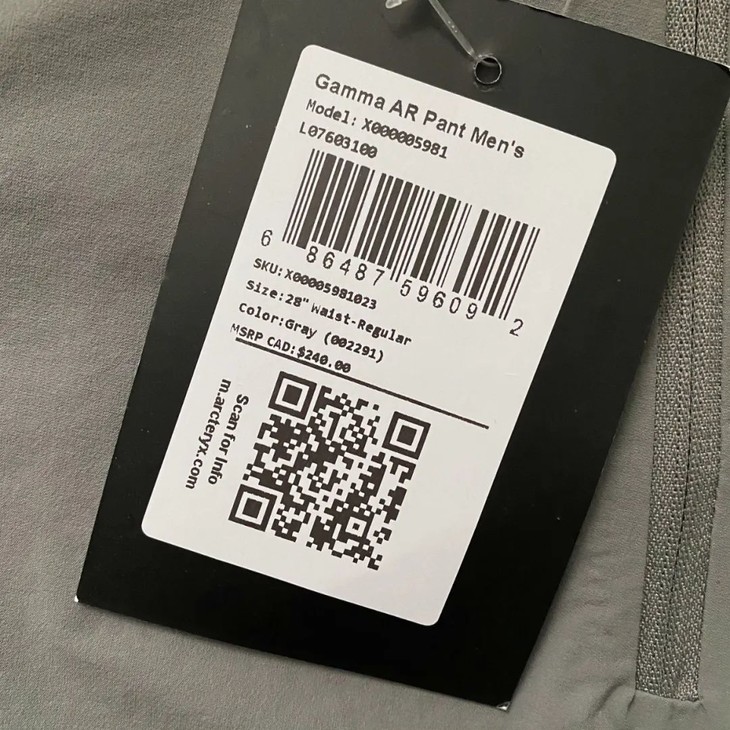 Gamma AR Pant Men's
Model: X000005981
L07603100
6 86487 59609 2
SKU:X00005981023
Size:28" Waist-Regular
Color:Gray (002291)
MSRP CAD:$240.00
Scan for Info
m.arcteryx.com